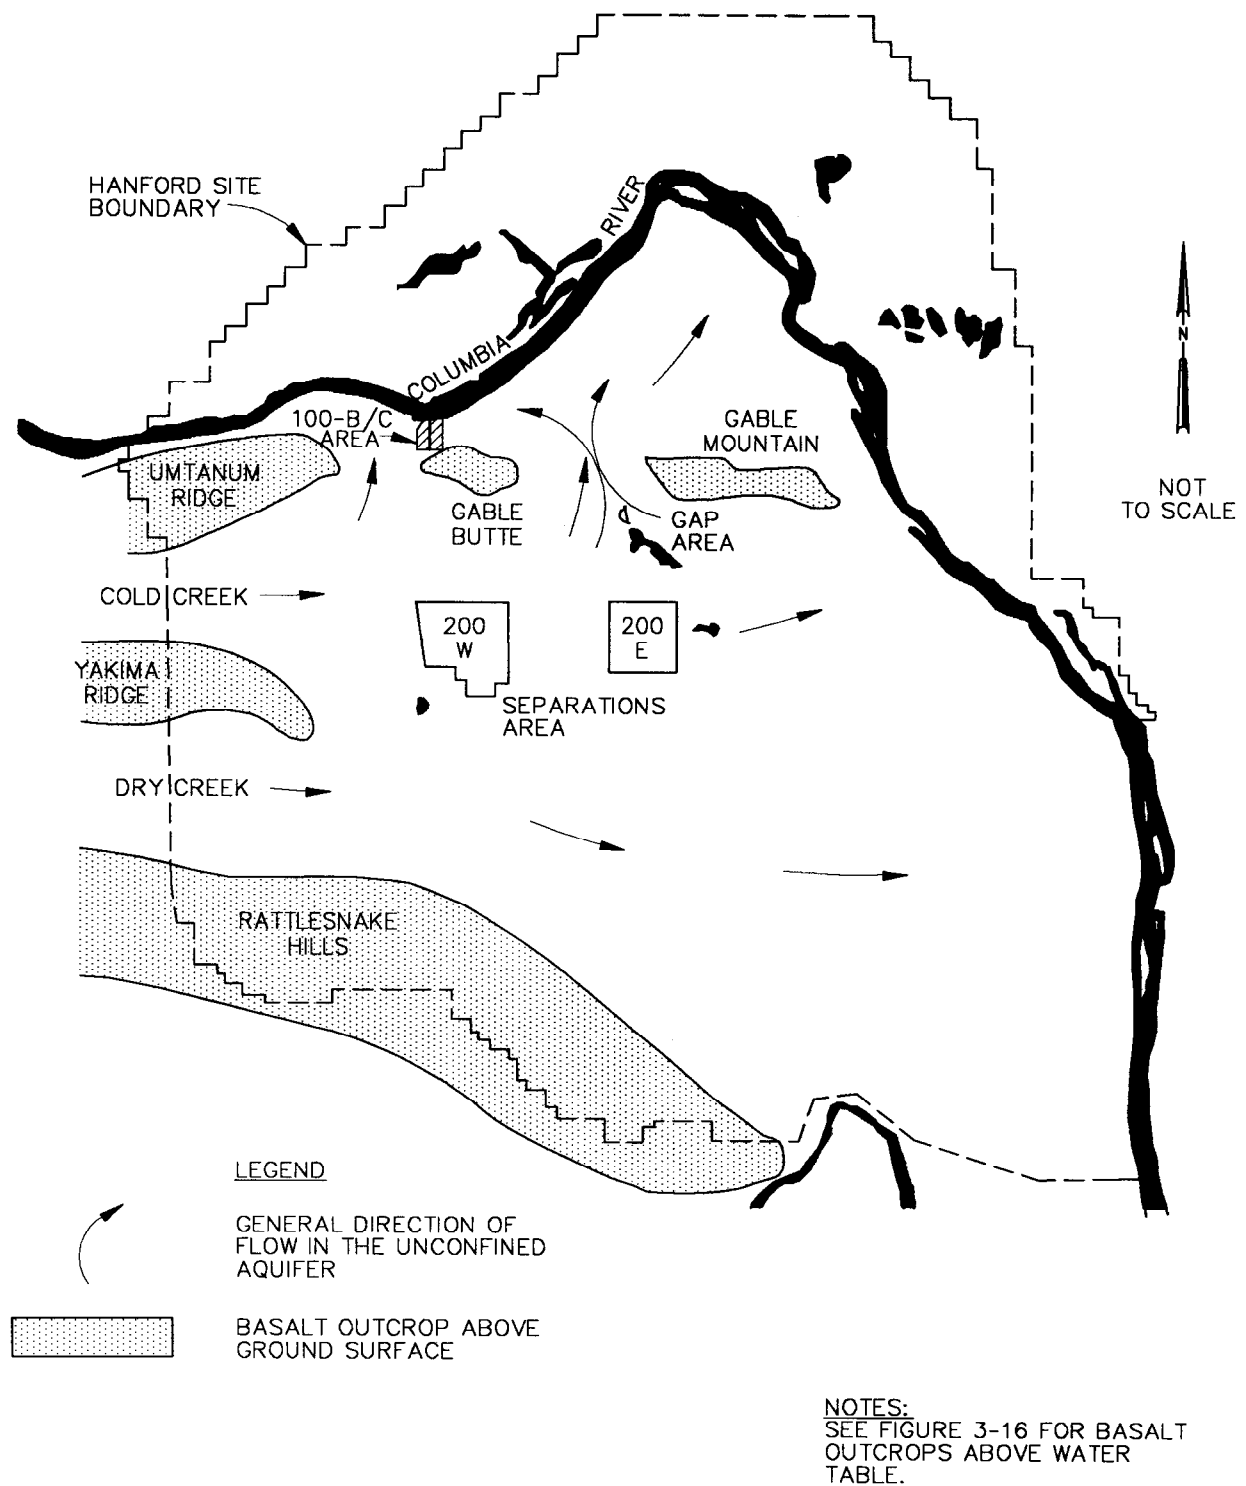 HANFORD SITE
BOUNDARY
COLUMBIA RIVER
N
NOT
TO SCALE
100-B/C
AREA
GABLE
MOUNTAIN
UMTANUM
RIDGE
GABLE
BUTTE
GAP
AREA
COLD CREEK
200
W
200
E
YAKIMA
RIDGE
SEPARATIONS
AREA
DRY CREEK
RATTLESNAKE
HILLS
LEGEND
GENERAL DIRECTION OF
FLOW IN THE UNCONFINED
AQUIFER
BASALT OUTCROP ABOVE
GROUND SURFACE
NOTES:
SEE FIGURE 3-16 FOR BASALT
OUTCROPS ABOVE WATER
TABLE.